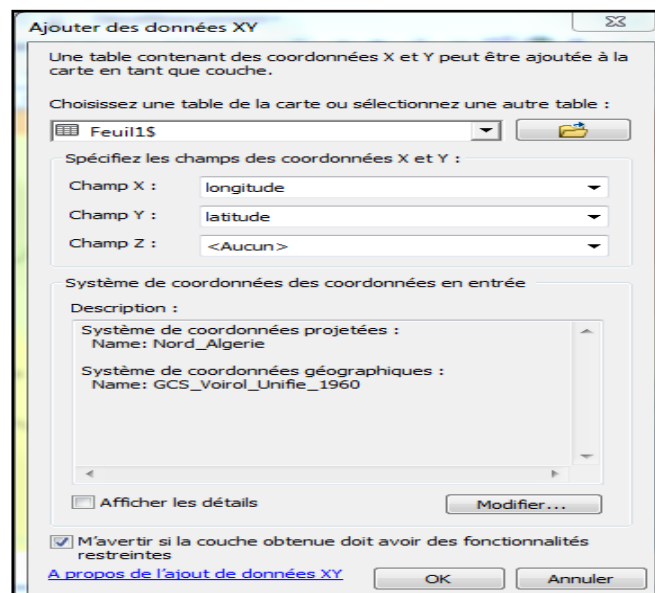 Ajouter des données XY
Une table contenant des coordonnées X et Y peut être ajoutée à la
carte en tant que couche.
Choisissez une table de la carte ou sélectionnez une autre table :
Feuil1$
Spécifiez les champs des coordonnées X et Y :
Champ X : longitude
Champ Y : latitude
Champ Z : <Aucun>
Système de coordonnées des coordonnées en entrée
Description :
Système de coordonnées projetées :
Name: Nord_Algerie
Système de coordonnées géographiques :
Name: GCS_Voirol_Unifie_1960
Afficher les détails Modifier...
M'avertir si la couche obtenue doit avoir des fonctionnalités
restreintes
A propos de l'ajout de données XY OK Annuler